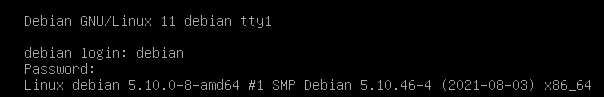 Debian GNU/Linux 11 debian tty1
debian login: debian
Password:
Linux debian 5.10.0-8-amd64 #1 SMP Debian 5.10.46-4 (2021-08-03) x86_64